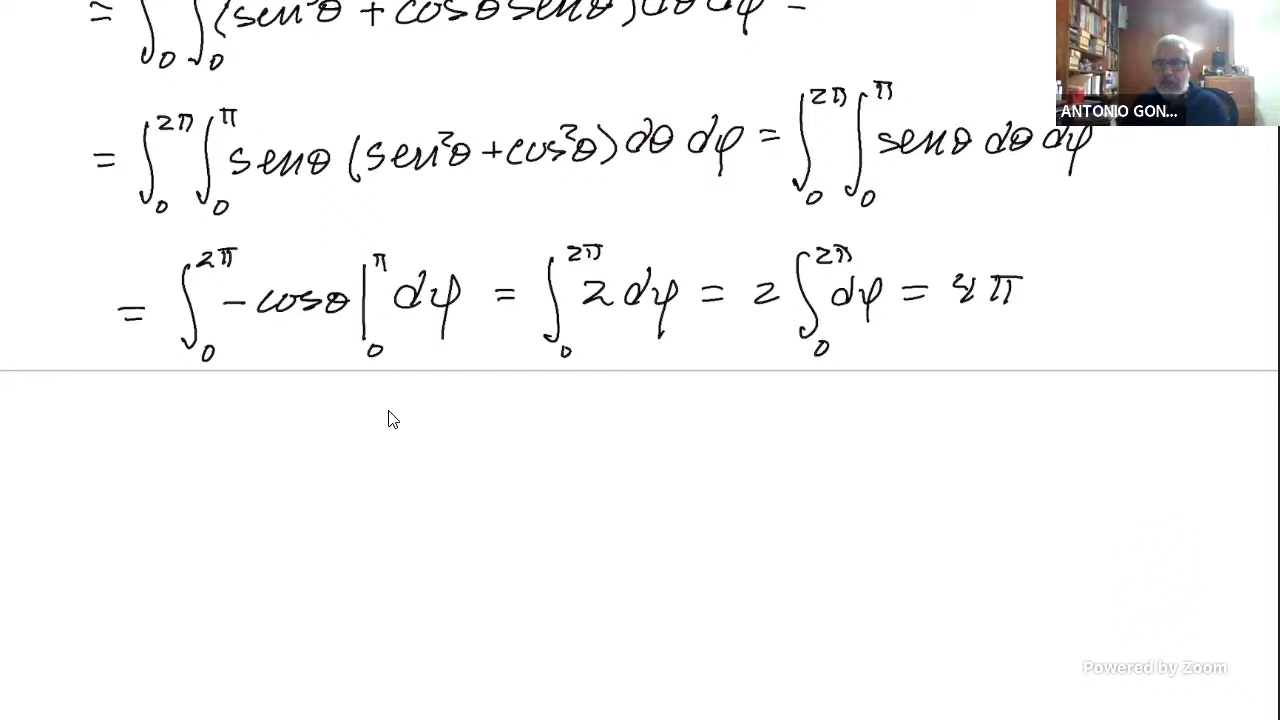 = ∫₀ ∫₀ (sen³θ + cos²θ senθ) dθ dφ =
ANTONIO GON...
= ∫₀^2π ∫₀^π senθ (sen²θ + cos²θ) dθ dφ = ∫₀^2π ∫₀^π senθ dθ dφ
= ∫₀^2π -cosθ |₀^π dφ = ∫₀^2π 2 dφ = 2 ∫₀^2π dφ = 4π
Powered by Zoom